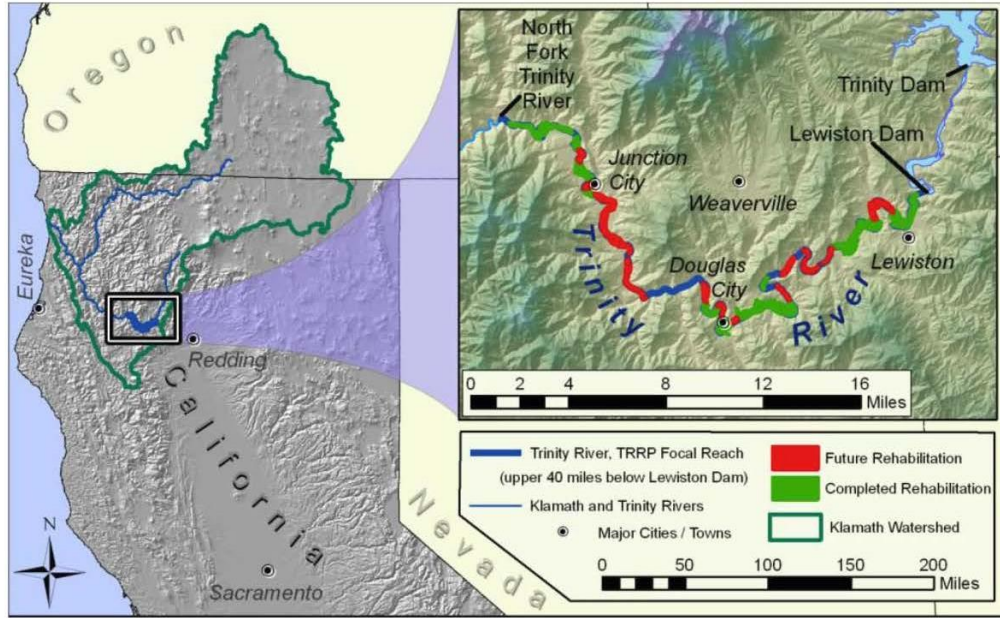 Oregon
Eureka
Redding
California
Sacramento
Nevada
N
North
Fork
Trinity
River
Trinity Dam
Lewiston Dam
Junction
City
Weaverville
Trinity
Douglas
City
River
Lewiston
0 2 4 8 12 16
Miles
Trinity River, TRRP Focal Reach
(upper 40 miles below Lewiston Dam)
Klamath and Trinity Rivers
Major Cities / Towns
Future Rehabilitation
Completed Rehabilitation
Klamath Watershed
0 50 100 150 200
Miles